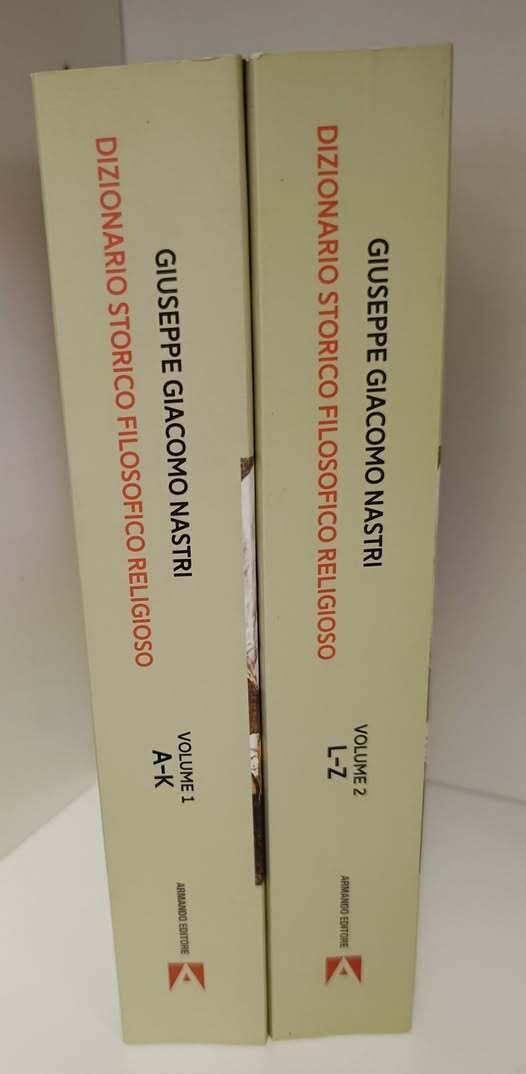 GIUSEPPE GIACOMO NASTRI
DIZIONARIO STORICO FILOSOFICO RELIGIOSO
VOLUME 1
A-K
ARMANDO EDITORE
GIUSEPPE GIACOMO NASTRI
DIZIONARIO STORICO FILOSOFICO RELIGIOSO
VOLUME 2
L-Z
ARMANDO EDITORE